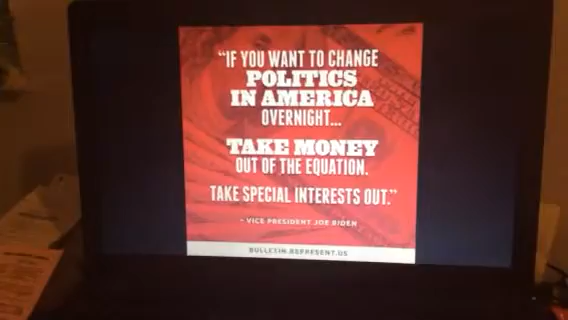 “IF YOU WANT TO CHANGE
POLITICS
IN AMERICA
OVERNIGHT...
TAKE MONEY
OUT OF THE EQUATION.
TAKE SPECIAL INTERESTS OUT.”
- VICE PRESIDENT JOE BIDEN
BULLETIN.REPRESENT.US